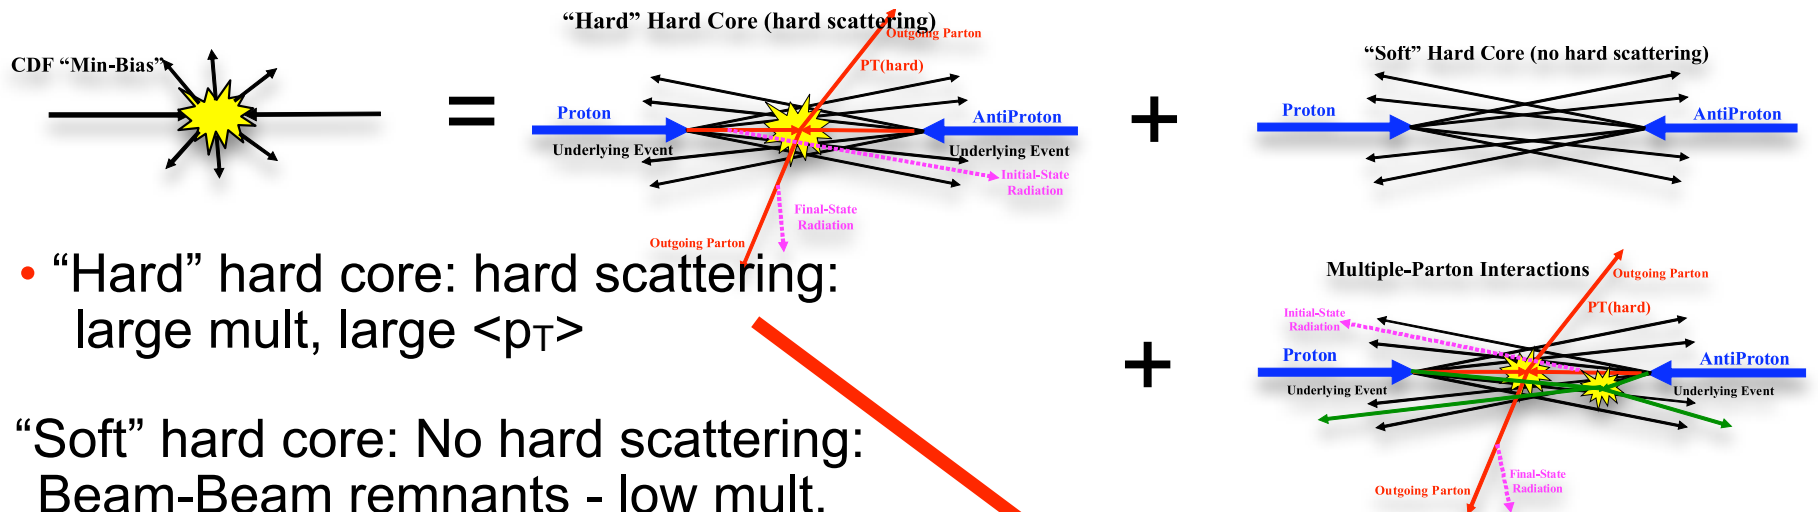 “Hard” Hard Core (hard scattering)
Outgoing Parton
CDF “Min-Bias”
PT(hard)
“Soft” Hard Core (no hard scattering)
=
Proton
AntiProton
+
Proton
AntiProton
Underlying Event
Underlying Event
Initial-State
Radiation
Final-State
Radiation
Outgoing Parton
• “Hard” hard core: hard scattering:
large mult, large <pT>
Multiple-Parton Interactions
Outgoing Parton
PT(hard)
Initial-State
Radiation
+
Proton
AntiProton
Underlying Event
Underlying Event
“Soft” hard core: No hard scattering:
Beam-Beam remnants - low mult.
Final-State
Radiation
Outgoing Parton